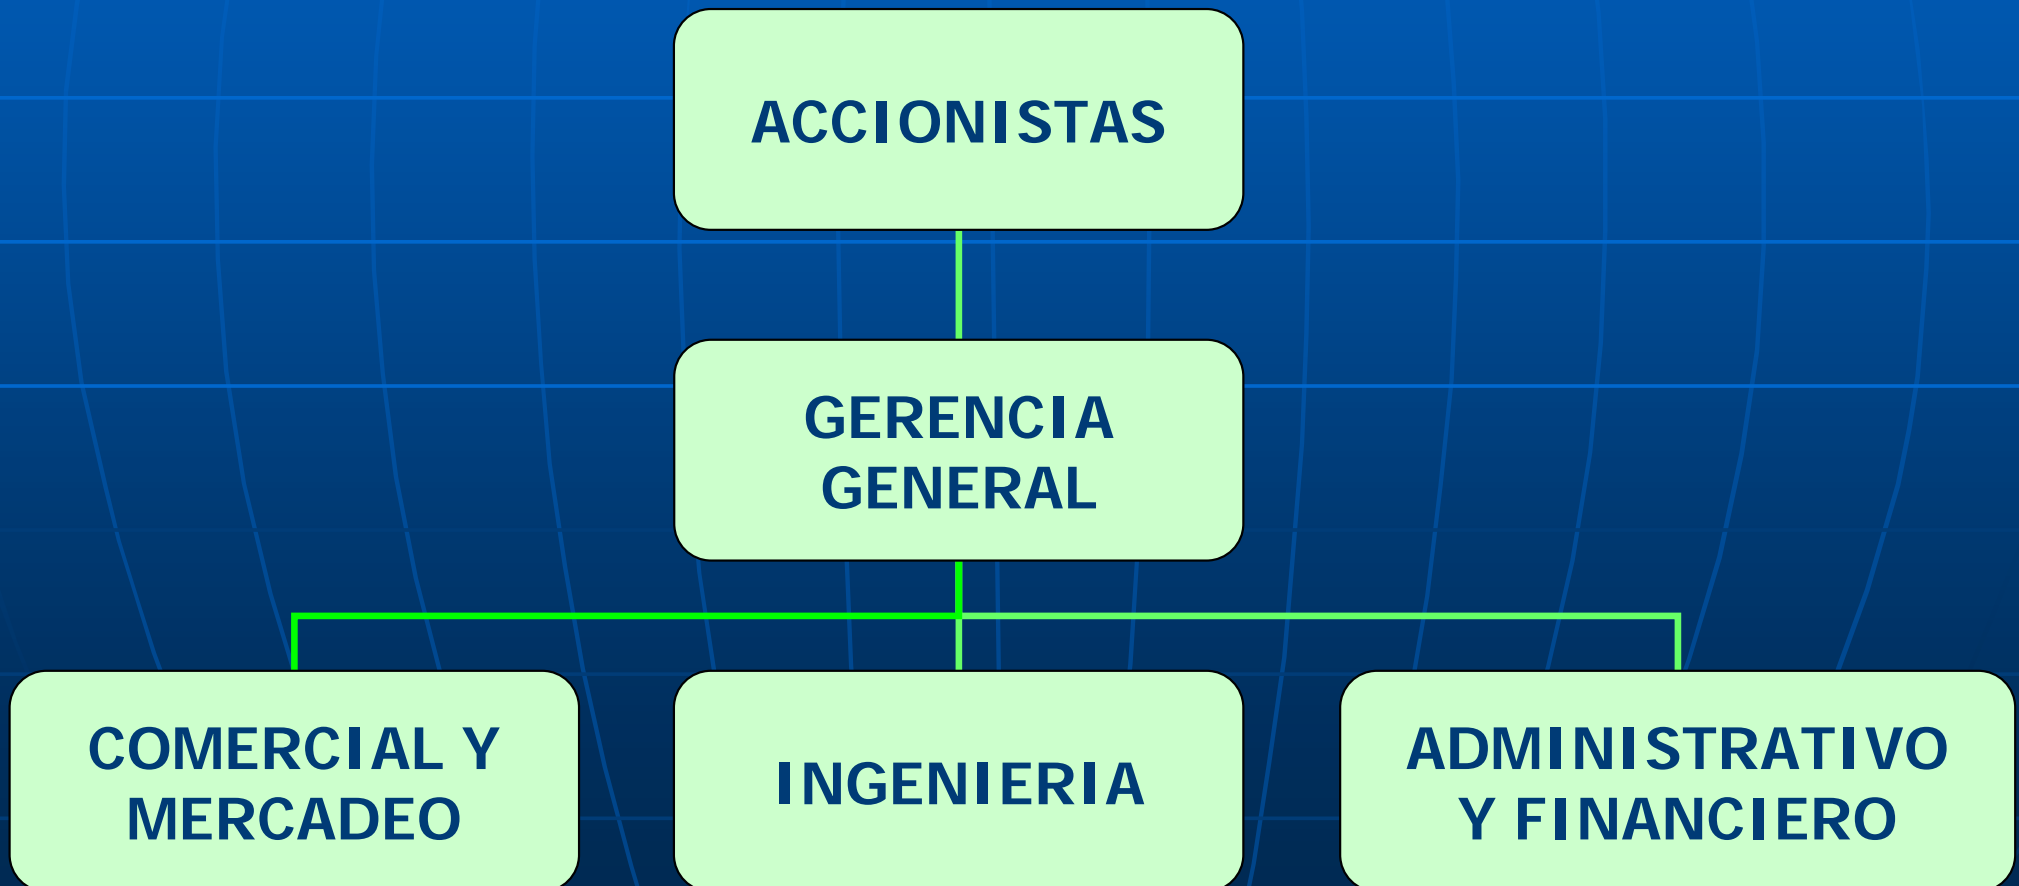 ACCIONISTAS
GERENCIA
GENERAL
COMERCIAL Y
MERCADEO
INGENIERIA
ADMINISTRATIVO
Y FINANCIERO